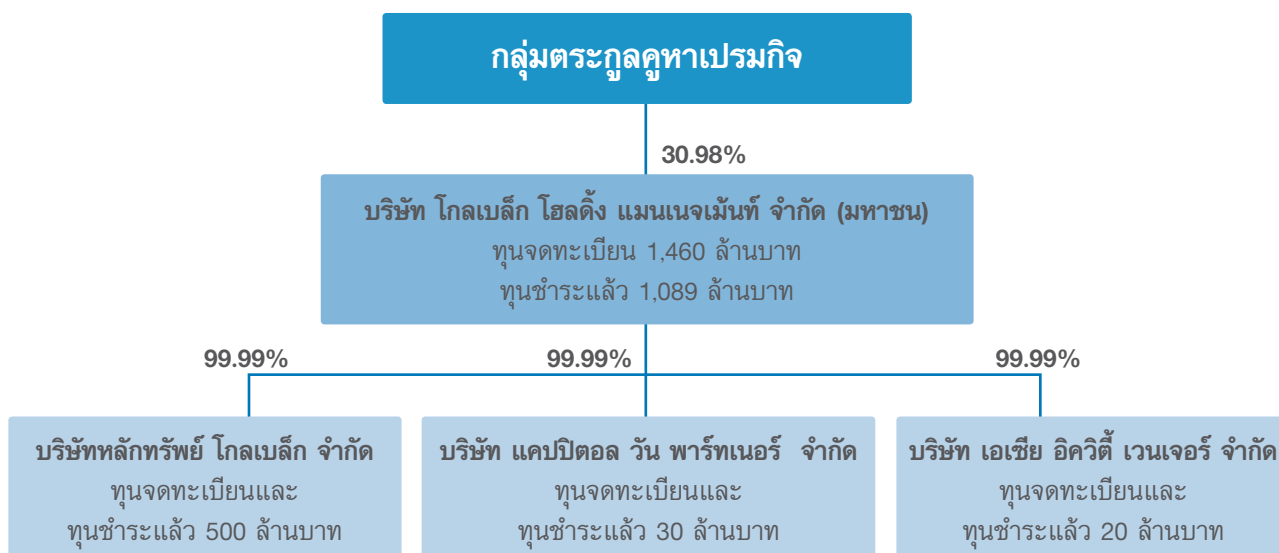 กลุ่มตระกูลคูหาเปรมกิจ
30.98%
บริษัท โกลเบล็ก โฮลดิ้ง แมนเนจเม้นท์ จำกัด (มหาชน)
ทุนจดทะเบียน 1,460 ล้านบาท
ทุนชำระแล้ว 1,089 ล้านบาท
99.99% 99.99% 99.99%
บริษัทหลักทรัพย์ โกลเบล็ก จำกัด
ทุนจดทะเบียนและ
ทุนชำระแล้ว 500 ล้านบาท
บริษัท แคปปิตอล วัน พาร์ทเนอร์ จำกัด
ทุนจดทะเบียนและ
ทุนชำระแล้ว 30 ล้านบาท
บริษัท เอเซีย อิควิตี้ เวนเจอร์ จำกัด
ทุนจดทะเบียนและ
ทุนชำระแล้ว 20 ล้านบาท